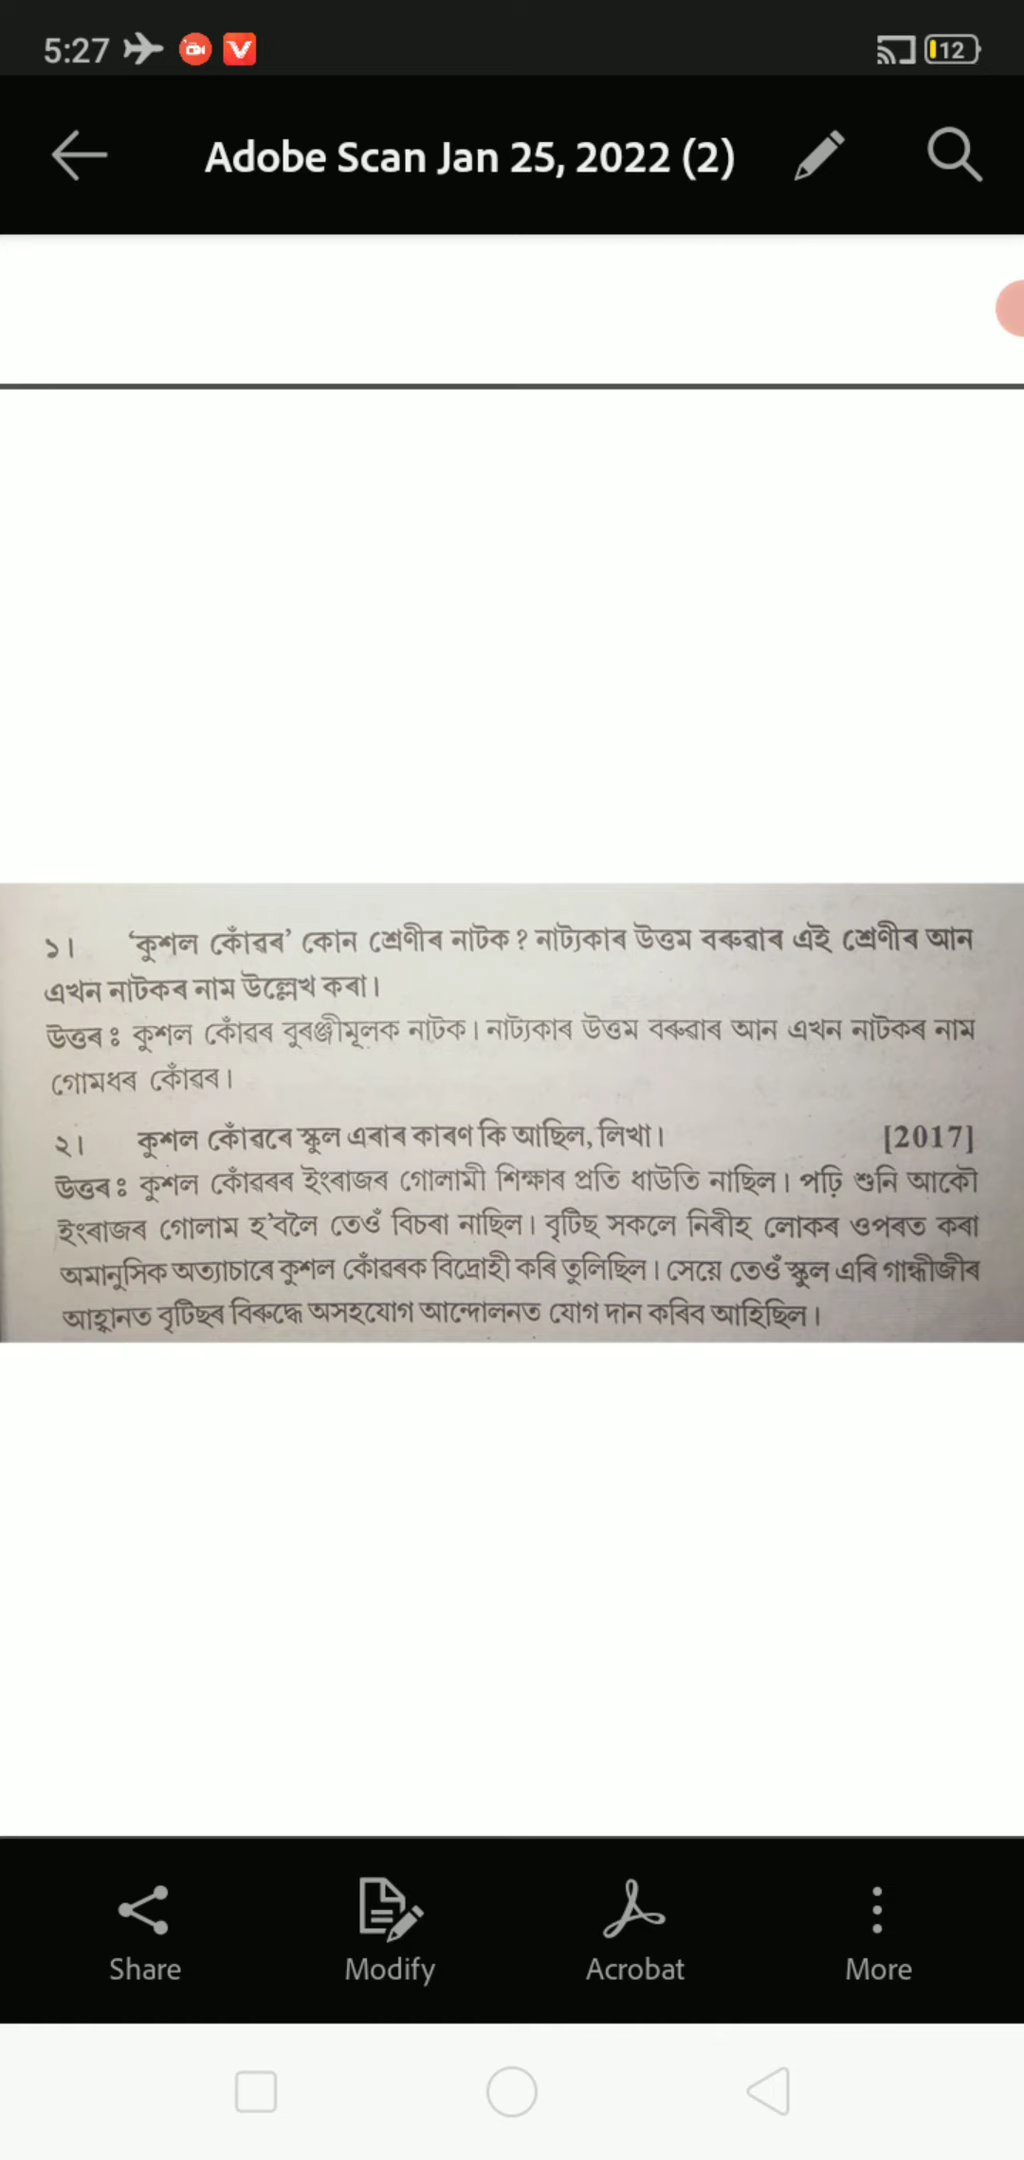 5:27
12
Adobe Scan Jan 25, 2022 (2)
১। ‘কুশল কোঁৱৰ’ কোন শ্ৰেণীৰ নাটক? নাট্যকাৰ উত্তম বৰুৱাৰ এই শ্ৰেণীৰ আন
এখন নাটকৰ নাম উল্লেখ কৰা।
উত্তৰঃ কুশল কোঁৱৰ বুৰঞ্জীমূলক নাটক। নাট্যকাৰ উত্তম বৰুৱাৰ আন এখন নাটকৰ নাম
গোমধৰ কোঁৱৰ।
২। কুশল কোঁৱৰে স্কুল এৰাৰ কাৰণ কি আছিল, লিখা। [2017]
উত্তৰঃ কুশল কোঁৱৰৰ ইংৰাজৰ গোলামী শিক্ষাৰ প্ৰতি ধাউতি নাছিল। পঢ়ি শুনি আকৌ
ইংৰাজৰ গোলাম হ’বলৈ তেওঁ বিচৰা নাছিল। বৃটিছ সকলে নিৰীহ লোকৰ ওপৰত কৰা
অমানুসিক অত্যাচাৰে কুশল কোঁৱৰক বিদ্ৰোহী কৰি তুলিছিল। সেয়ে তেওঁ স্কুল এৰি গান্ধীজীৰ
আহ্বানত বৃটিছৰ বিৰুদ্ধে অসহযোগ আন্দোলনত যোগ দান কৰিব আহিছিল।
Share Modify Acrobat More